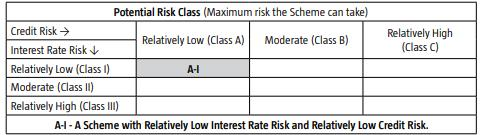 Potential Risk Class (Maximum risk the Scheme can take)
Credit Risk →
Interest Rate Risk ↓
Relatively Low (Class A)
Moderate (Class B)
Relatively High
(Class C)
Relatively Low (Class I)
A-I
Moderate (Class II)
Relatively High (Class III)
A-I - A Scheme with Relatively Low Interest Rate Risk and Relatively Low Credit Risk.